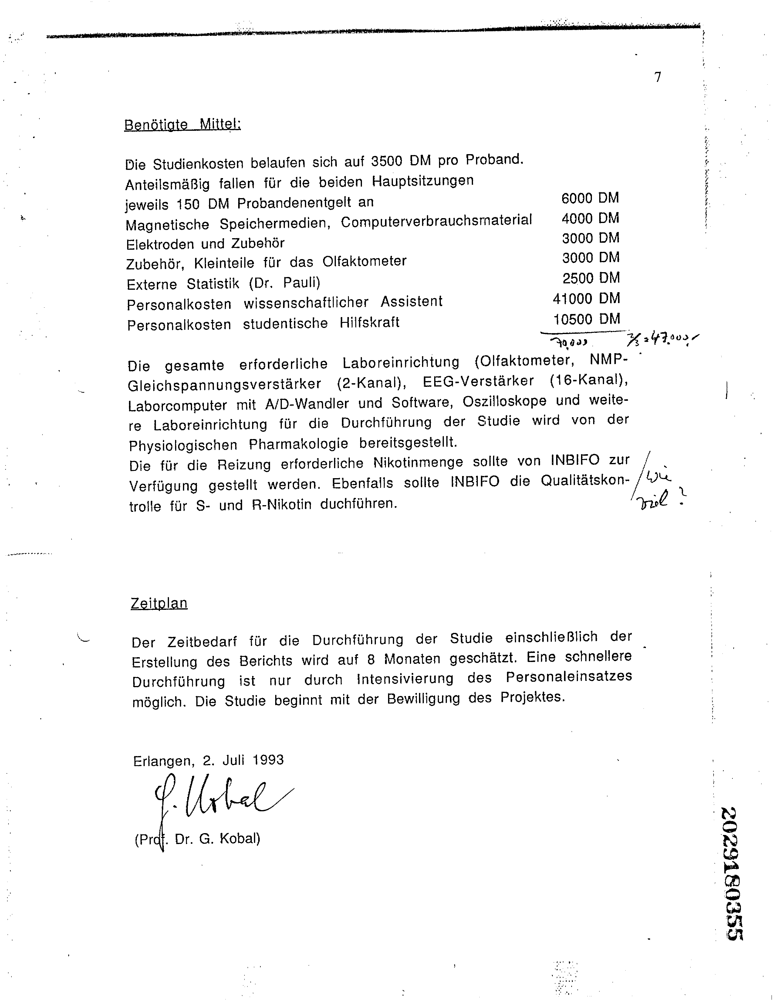 7
Benötigte Mittel:
Die Studienkosten belaufen sich auf 3500 DM pro Proband.
Anteilsmäßig fallen für die beiden Hauptsitzungen
jeweils 150 DM Probandenentgelt an 6000 DM
Magnetische Speichermedien, Computerverbrauchsmaterial 4000 DM
Elektroden und Zubehör 3000 DM
Zubehör, Kleinteile für das Olfaktometer 3000 DM
Externe Statistik (Dr. Pauli) 2500 DM
Personalkosten wissenschaftlicher Assistent 41000 DM
Personalkosten studentische Hilfskraft 10500 DM
70,000 2/3 = 47.000,-
Die gesamte erforderliche Laboreinrichtung (Olfaktometer, NMP-
Gleichspannungsverstärker (2-Kanal), EEG-Verstärker (16-Kanal),
Laborcomputer mit A/D-Wandler und Software, Oszilloskope und weite-
re Laboreinrichtung für die Durchführung der Studie wird von der
Physiologischen Pharmakologie bereitsgestellt.
Die für die Reizung erforderliche Nikotinmenge sollte von INBIFO zur
Verfügung gestellt werden. Ebenfalls sollte INBIFO die Qualitätskon- wie
trolle für S- und R-Nikotin duchführen. viel?
Zeitplan
Der Zeitbedarf für die Durchführung der Studie einschließlich der
Erstellung des Berichts wird auf 8 Monaten geschätzt. Eine schnellere
Durchführung ist nur durch Intensivierung des Personaleinsatzes
möglich. Die Studie beginnt mit der Bewilligung des Projektes.
Erlangen, 2. Juli 1993
G. Kobal
(Prof. Dr. G. Kobal)
2029180355